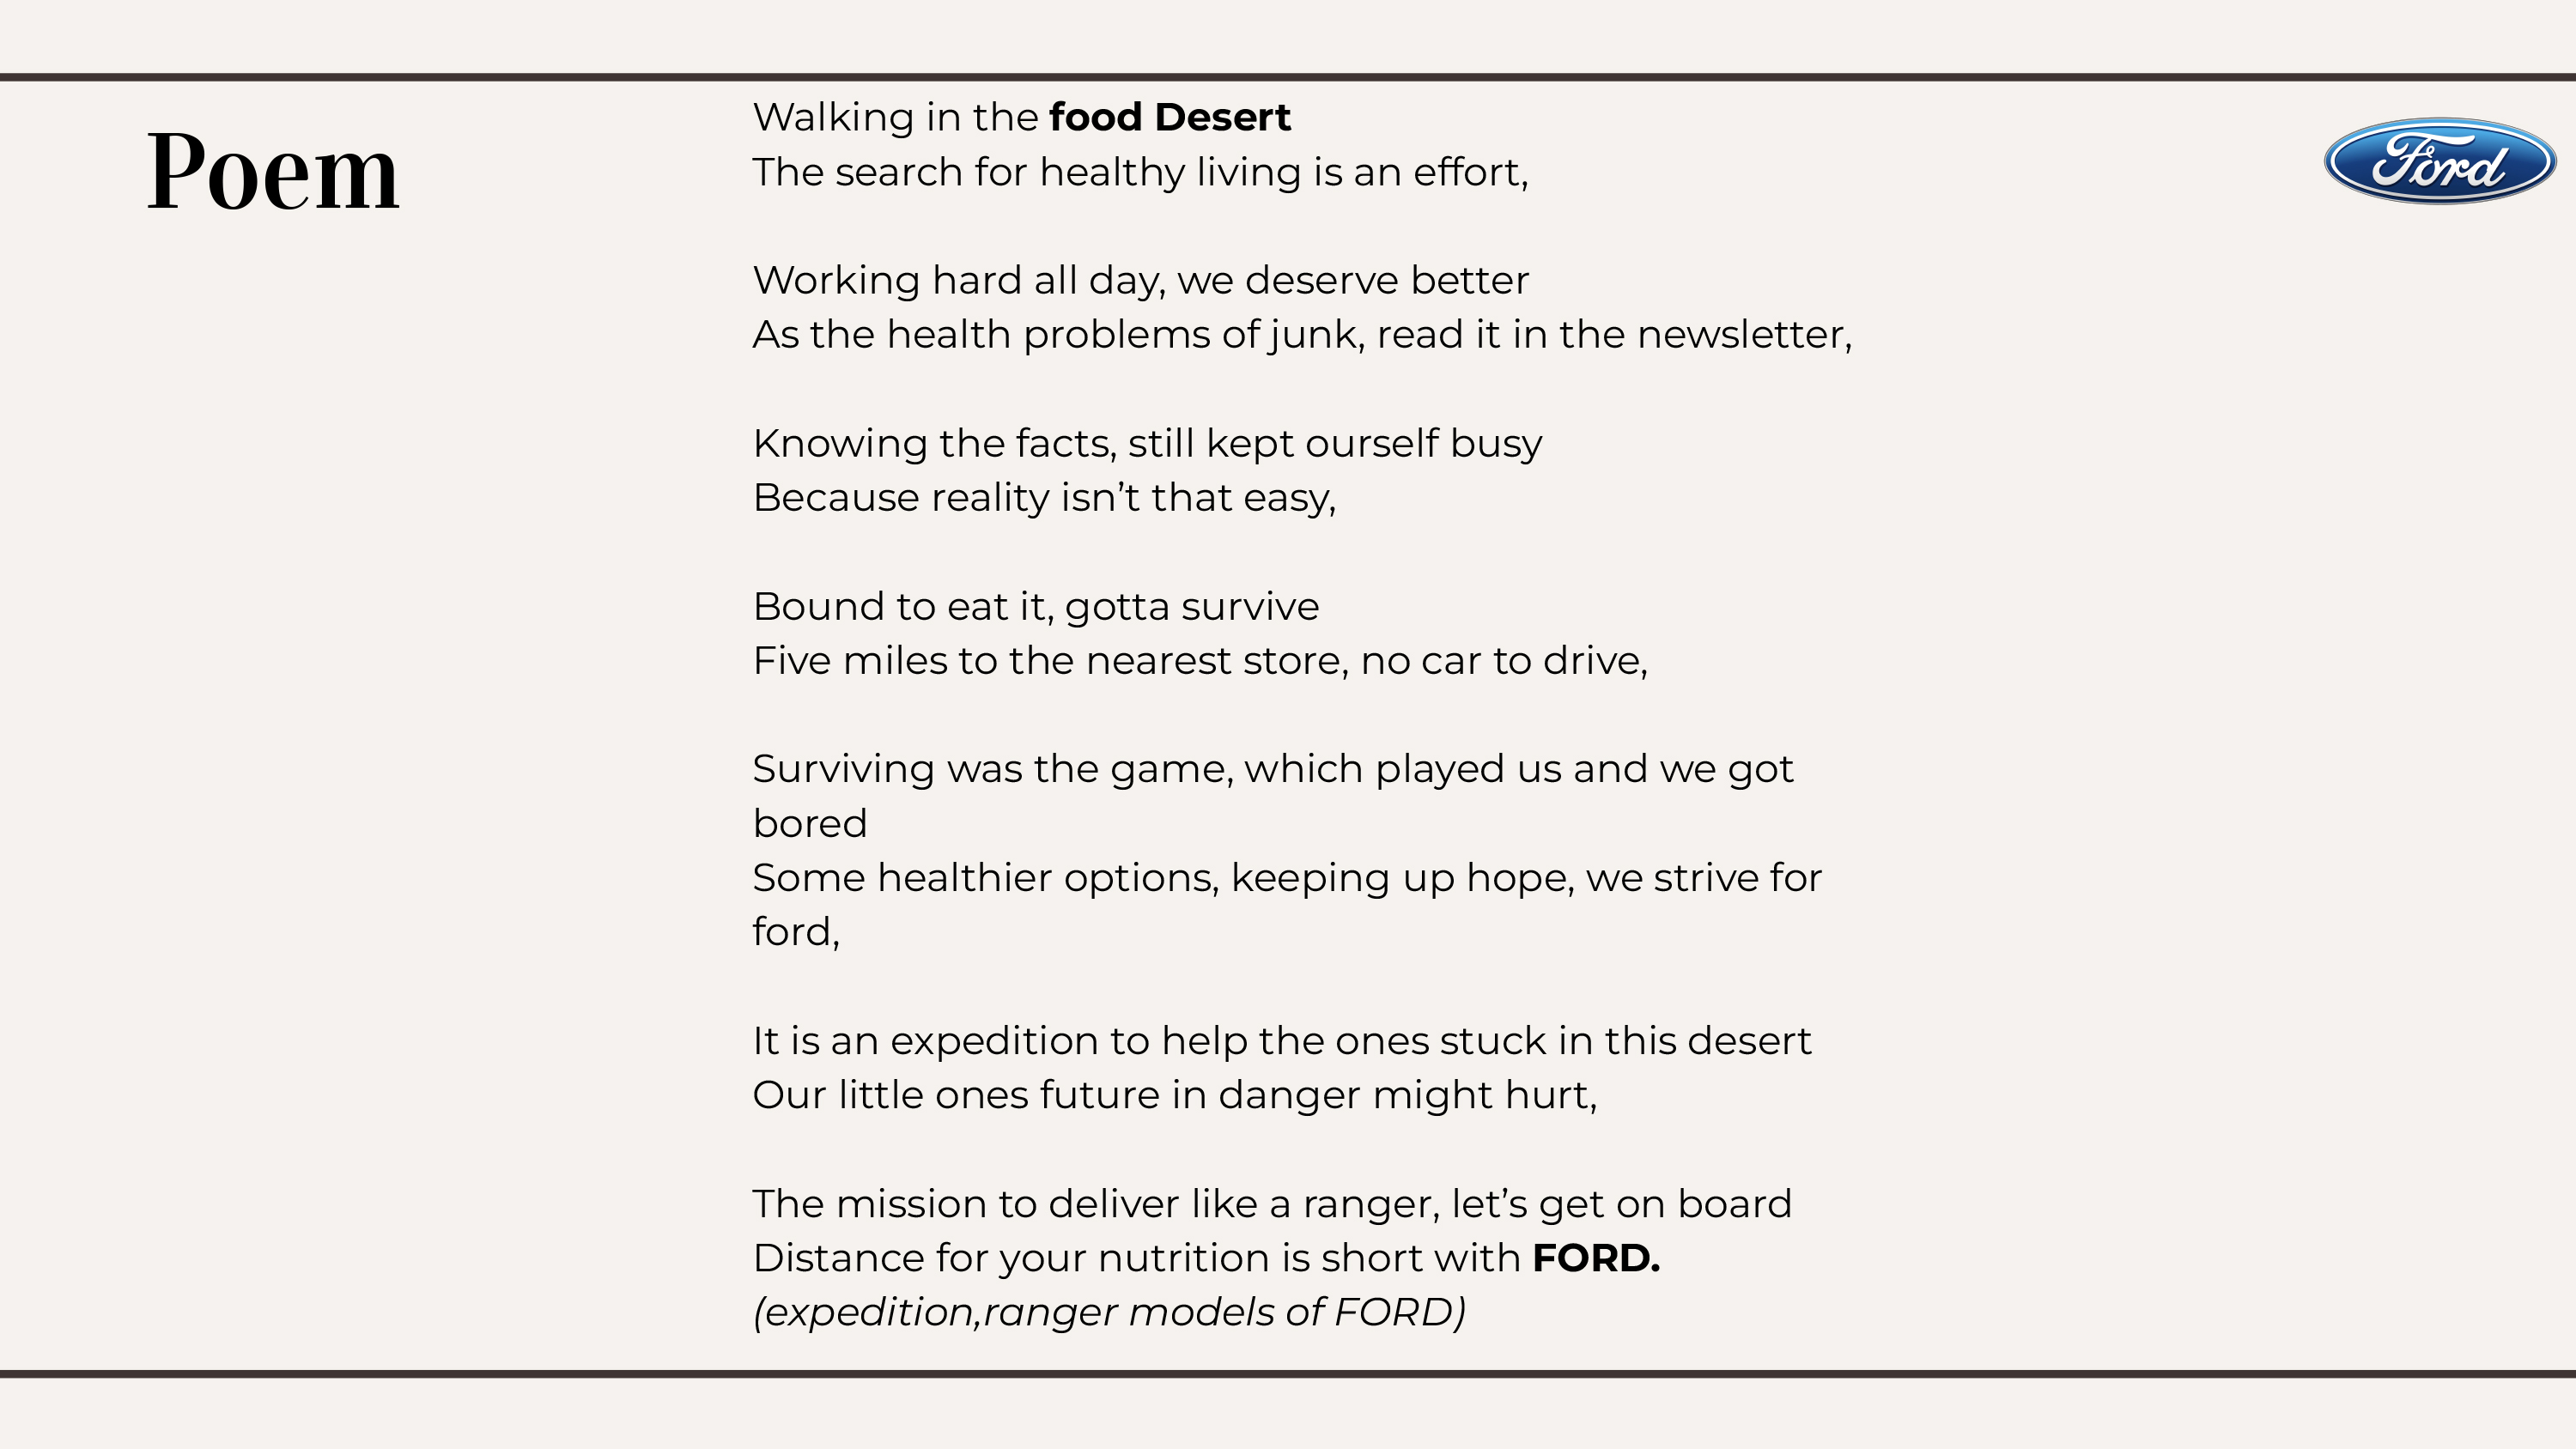 Poem
Ford
Walking in the food Desert
The search for healthy living is an effort,
Working hard all day, we deserve better
As the health problems of junk, read it in the newsletter,
Knowing the facts, still kept ourself busy
Because reality isn’t that easy,
Bound to eat it, gotta survive
Five miles to the nearest store, no car to drive,
Surviving was the game, which played us and we got
bored
Some healthier options, keeping up hope, we strive for
ford,
It is an expedition to help the ones stuck in this desert
Our little ones future in danger might hurt,
The mission to deliver like a ranger, let’s get on board
Distance for your nutrition is short with FORD.
(expedition,ranger models of FORD)